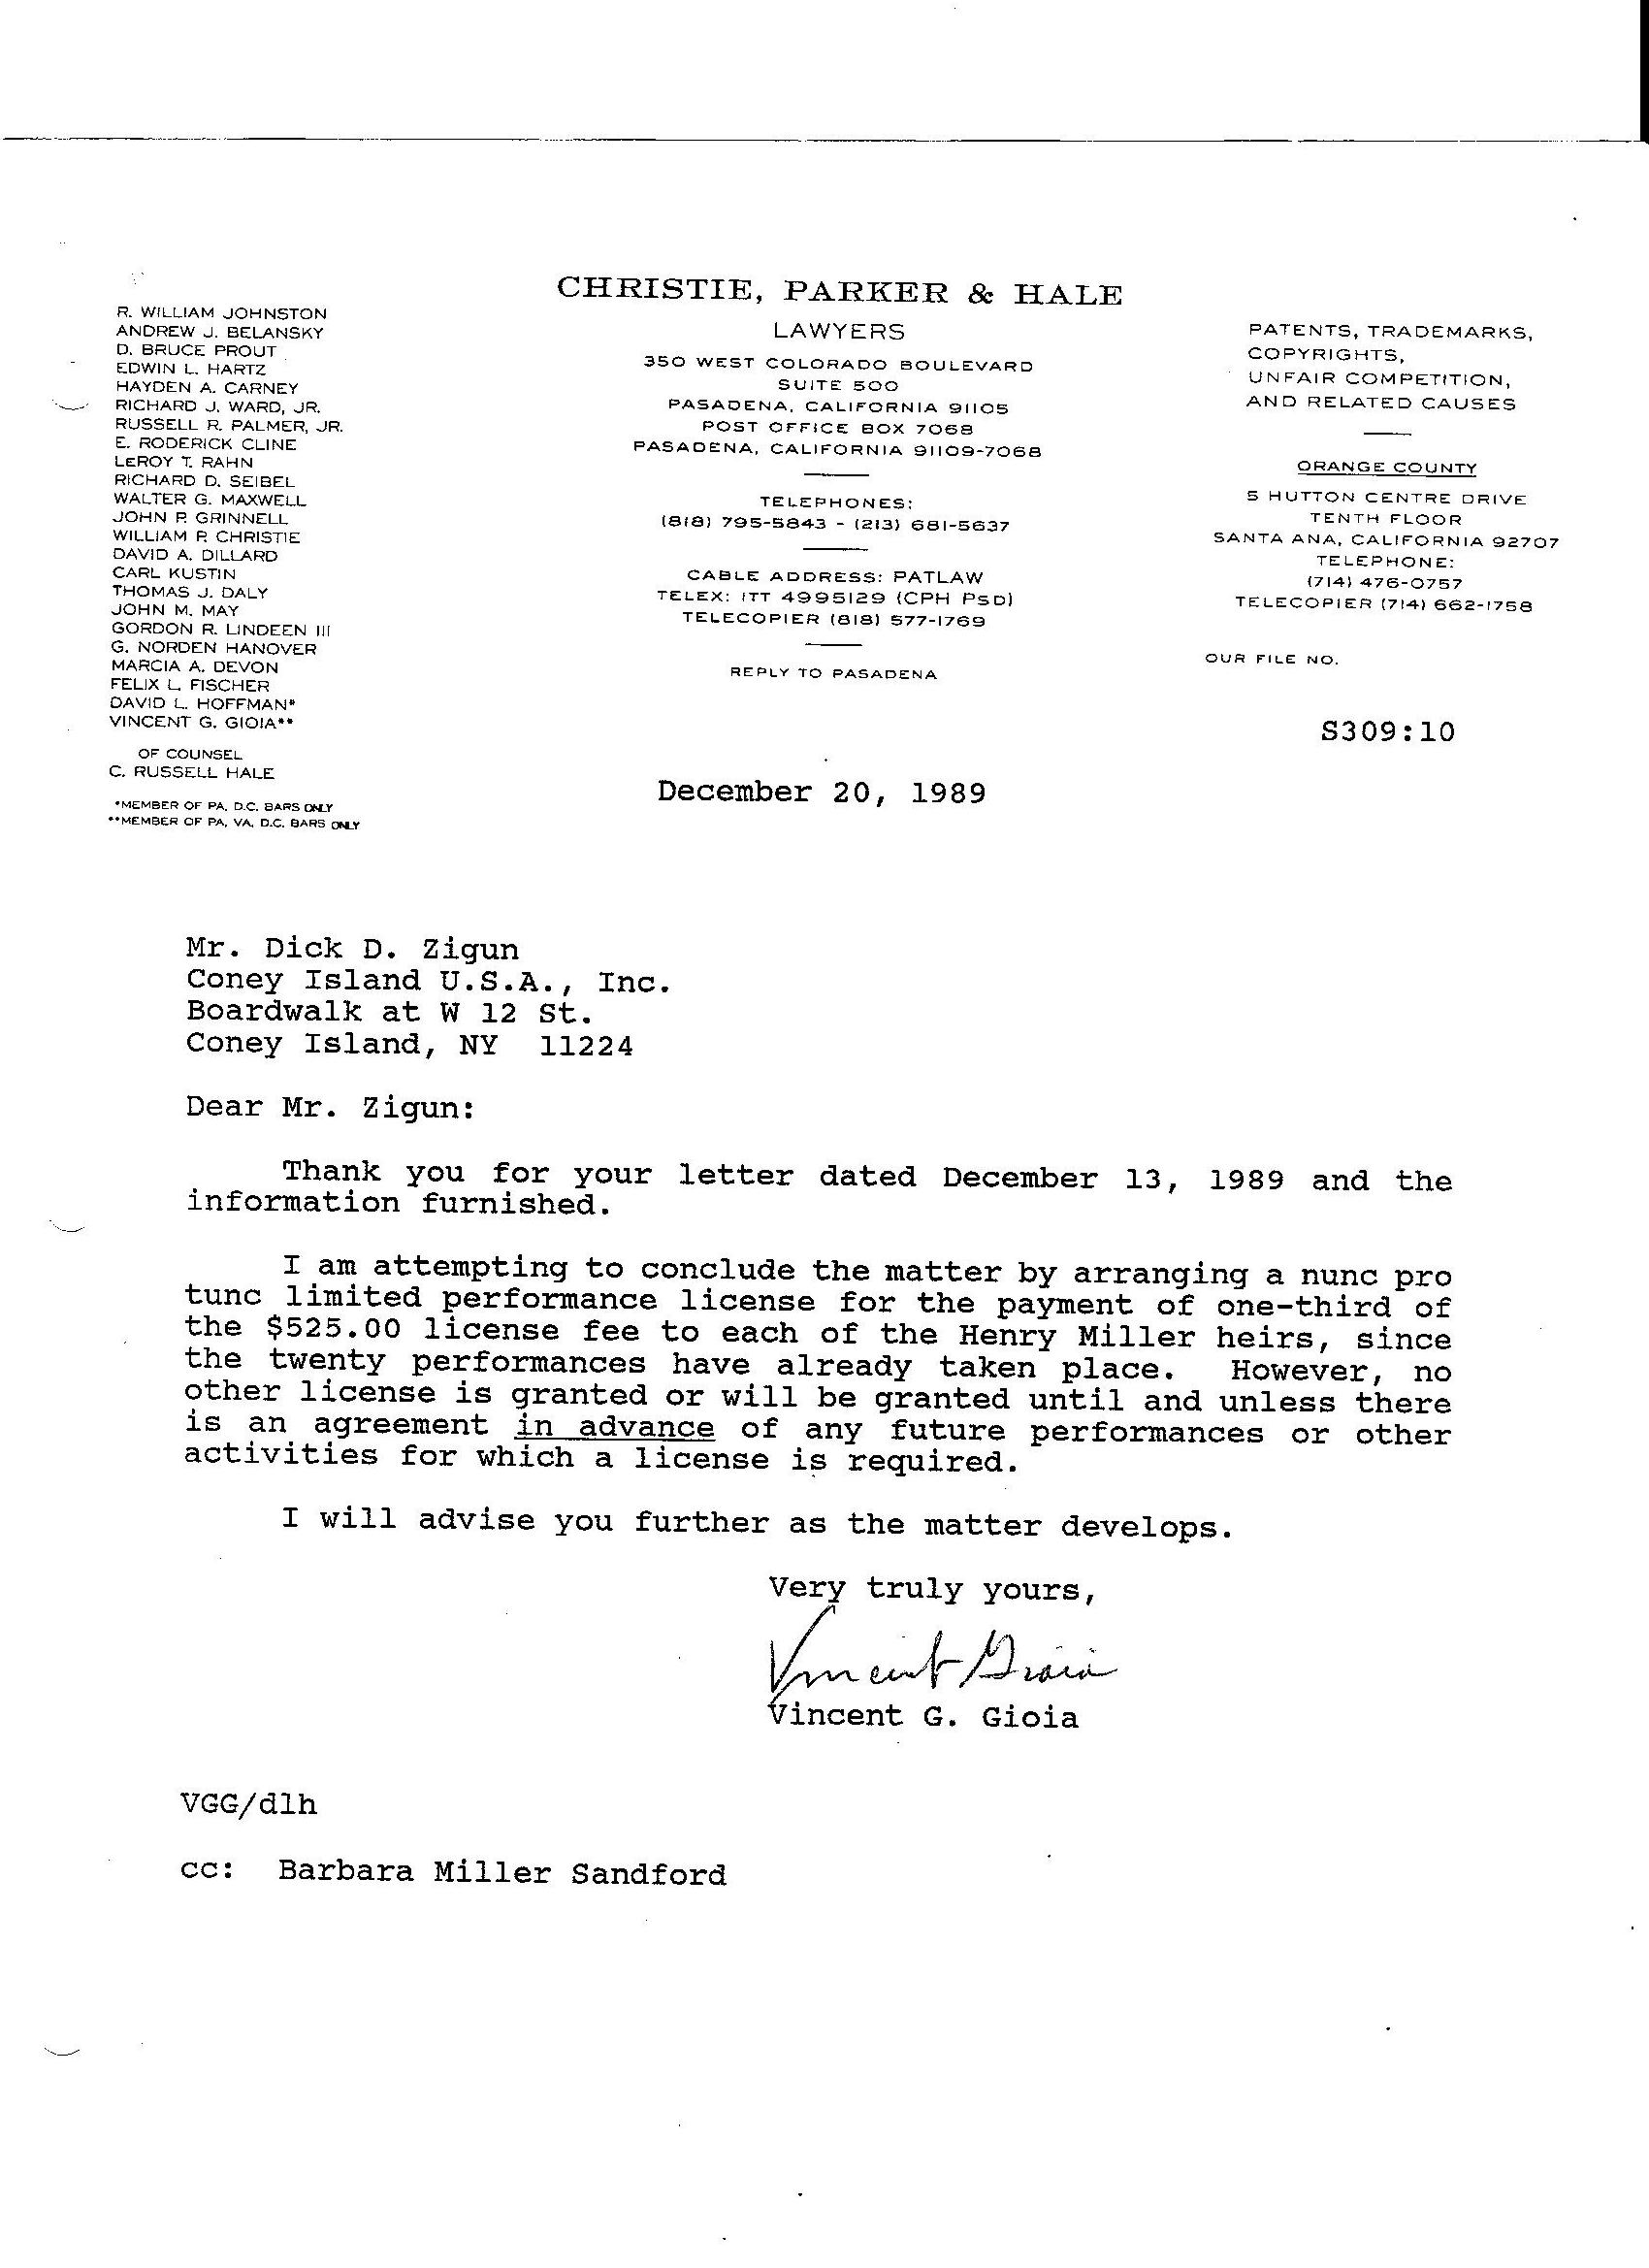 CHRISTIE, PARKER & HALE
LAWYERS
350 WEST COLORADO BOULEVARD
SUITE 500
PASADENA, CALIFORNIA 91105
POST OFFICE BOX 7068
PASADENA, CALIFORNIA 91109-7068
TELEPHONES:
(818) 795-5843 - (213) 681-5637
CABLE ADDRESS: PATLAW
TELEX: ITT 4995129 (CPH PSD)
TELECOPIER (818) 577-1769
REPLY TO PASADENA
R. WILLIAM JOHNSTON
ANDREW J. BELANSKY
D. BRUCE PROUT
EDWIN L. HARTZ
HAYDEN A. CARNEY
RICHARD J. WARD, JR.
RUSSELL R. PALMER, JR.
E. RODERICK CLINE
LEROY T. RAHN
RICHARD D. SEIBEL
WALTER G. MAXWELL
JOHN P. GRINNELL
WILLIAM P. CHRISTIE
DAVID A. DILLARD
CARL KUSTIN
THOMAS J. DALY
JOHN M. MAY
GORDON R. LINDEEN III
G. NORDEN HANOVER
MARCIA A. DEVON
FELIX L. FISCHER
DAVID L. HOFFMAN*
VINCENT G. GIOIA**
OF COUNSEL
C. RUSSELL HALE
*MEMBER OF PA, D.C. BARS ONLY
**MEMBER OF PA, VA, D.C. BARS ONLY
PATENTS, TRADEMARKS,
COPYRIGHTS,
UNFAIR COMPETITION,
AND RELATED CAUSES
ORANGE COUNTY
5 HUTTON CENTRE DRIVE
TENTH FLOOR
SANTA ANA, CALIFORNIA 92707
TELEPHONE:
(714) 476-0757
TELECOPIER (714) 662-1758
OUR FILE NO.
S309:10
December 20, 1989
Mr. Dick D. Zigun
Coney Island U.S.A., Inc.
Boardwalk at W 12 St.
Coney Island, NY 11224
Dear Mr. Zigun:
Thank you for your letter dated December 13, 1989 and the
information furnished.
I am attempting to conclude the matter by arranging a nunc pro
tunc limited performance license for the payment of one-third of
the $525.00 license fee to each of the Henry Miller heirs, since
the twenty performances have already taken place. However, no
other license is granted or will be granted until and unless there
is an agreement in advance of any future performances or other
activities for which a license is required.
I will advise you further as the matter develops.
Very truly yours,
Vincent Gioia
Vincent G. Gioia
VGG/dlh
cc: Barbara Miller Sandford